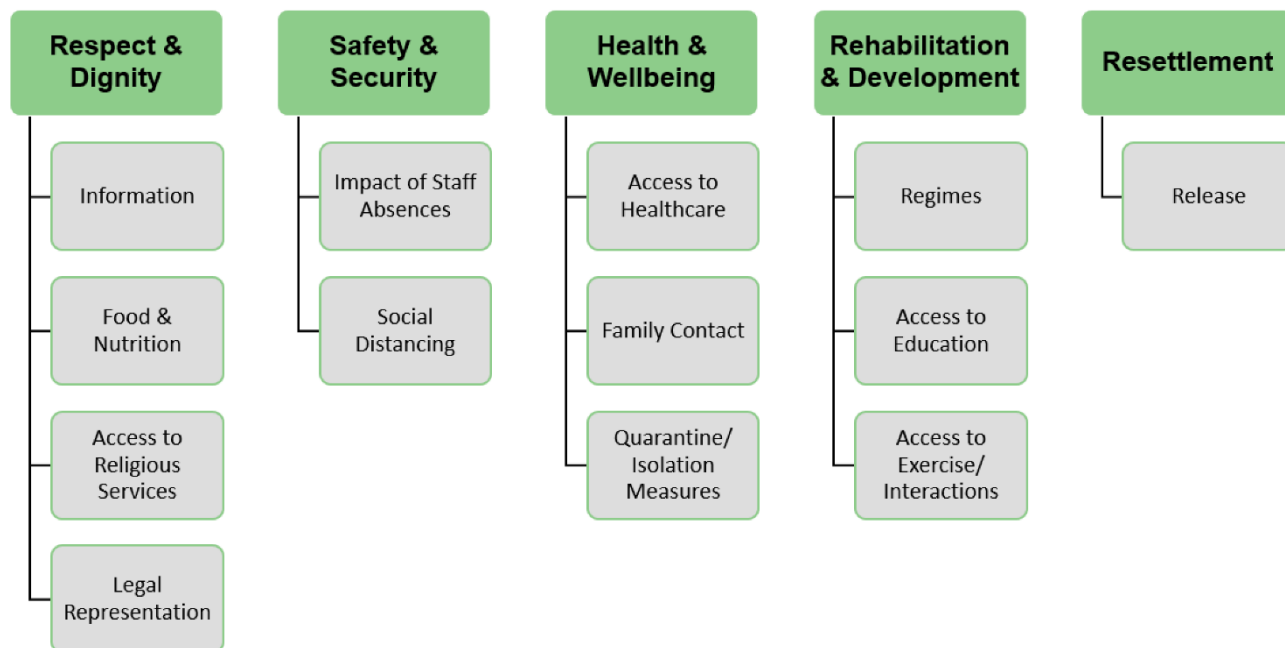 Respect &
Dignity
Information
Food &
Nutrition
Access to
Religious
Services
Legal
Representation
Safety &
Security
Impact of Staff
Absences
Social
Distancing
Health &
Wellbeing
Access to
Healthcare
Family Contact
Quarantine/
Isolation
Measures
Rehabilitation
& Development
Regimes
Access to
Education
Access to
Exercise/
Interactions
Resettlement
Release